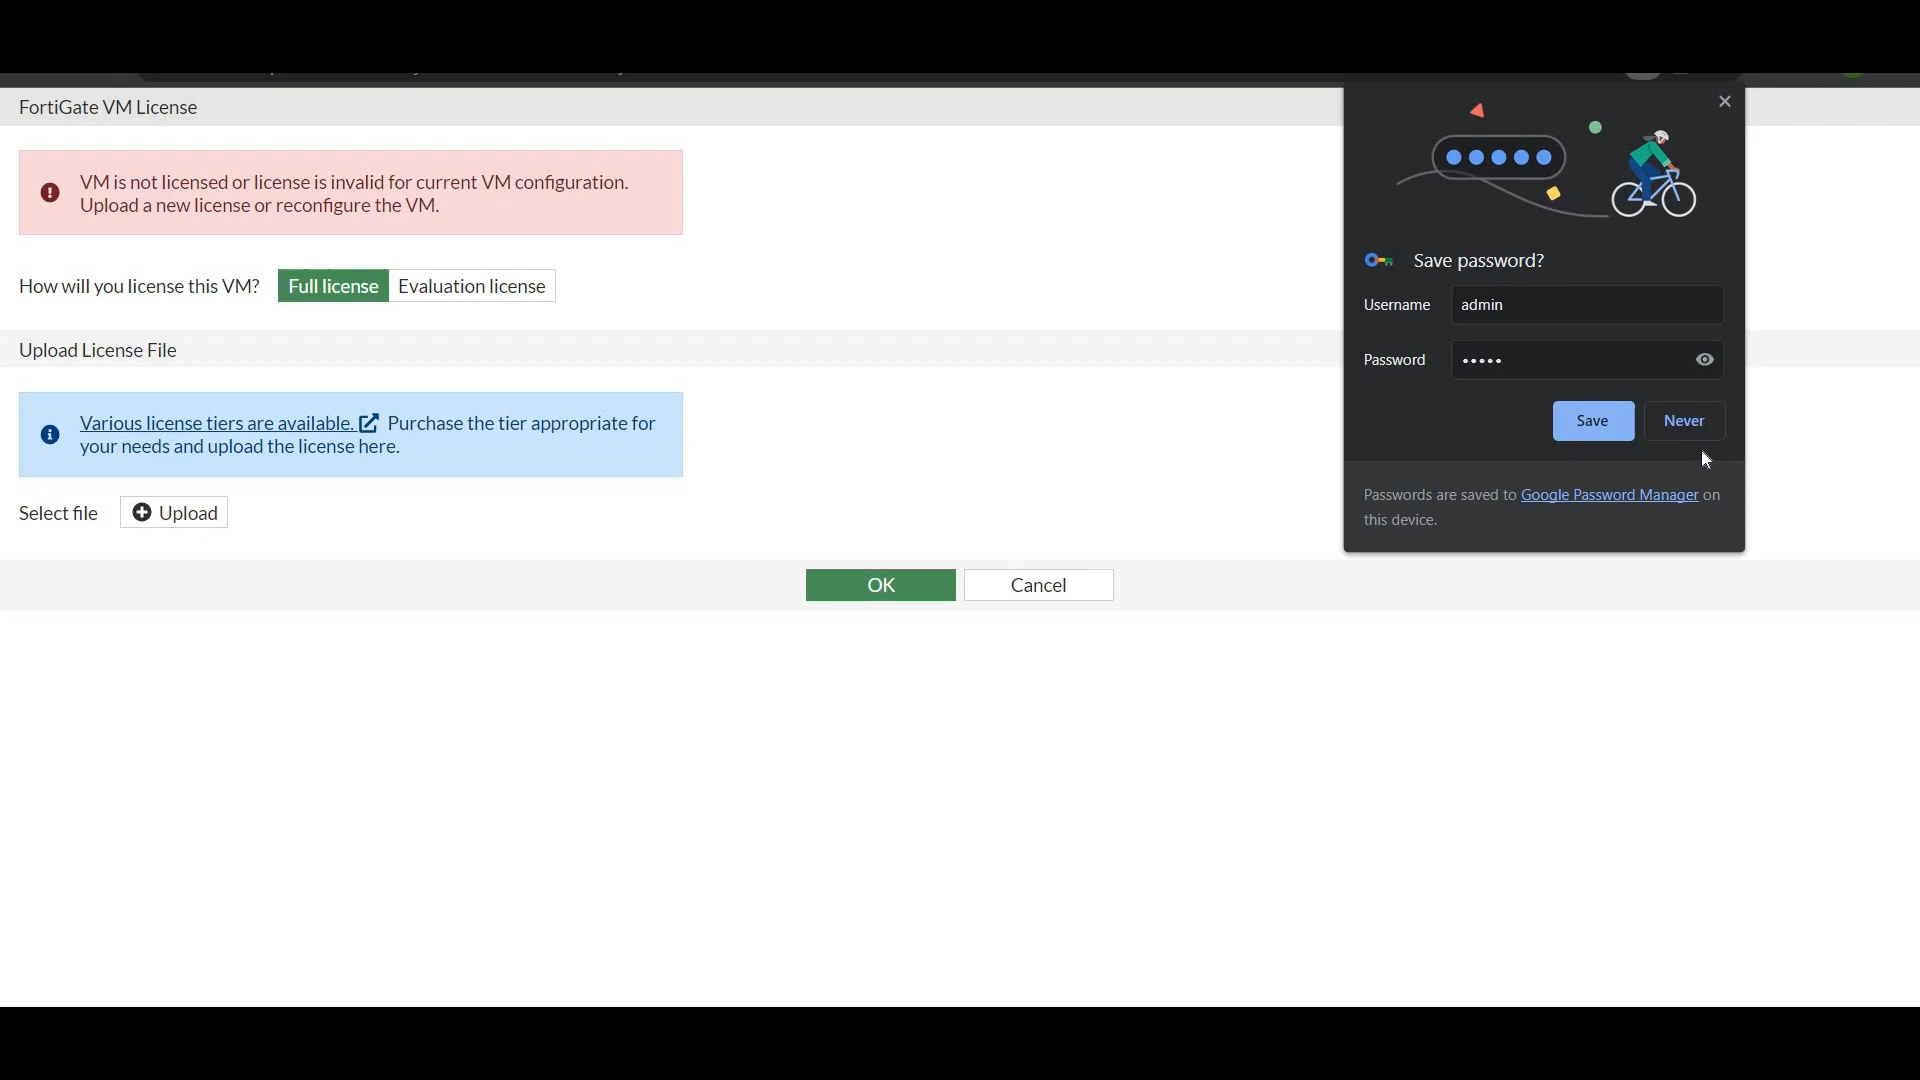 FortiGate VM License
VM is not licensed or license is invalid for current VM configuration.
Upload a new license or reconfigure the VM.
How will you license this VM? Full license Evaluation license
Upload License File
Various license tiers are available. Purchase the tier appropriate for
your needs and upload the license here.
Select file Upload
OK Cancel
Save password?
Username admin
Password •••••
Save Never
Passwords are saved to Google Password Manager on
this device.